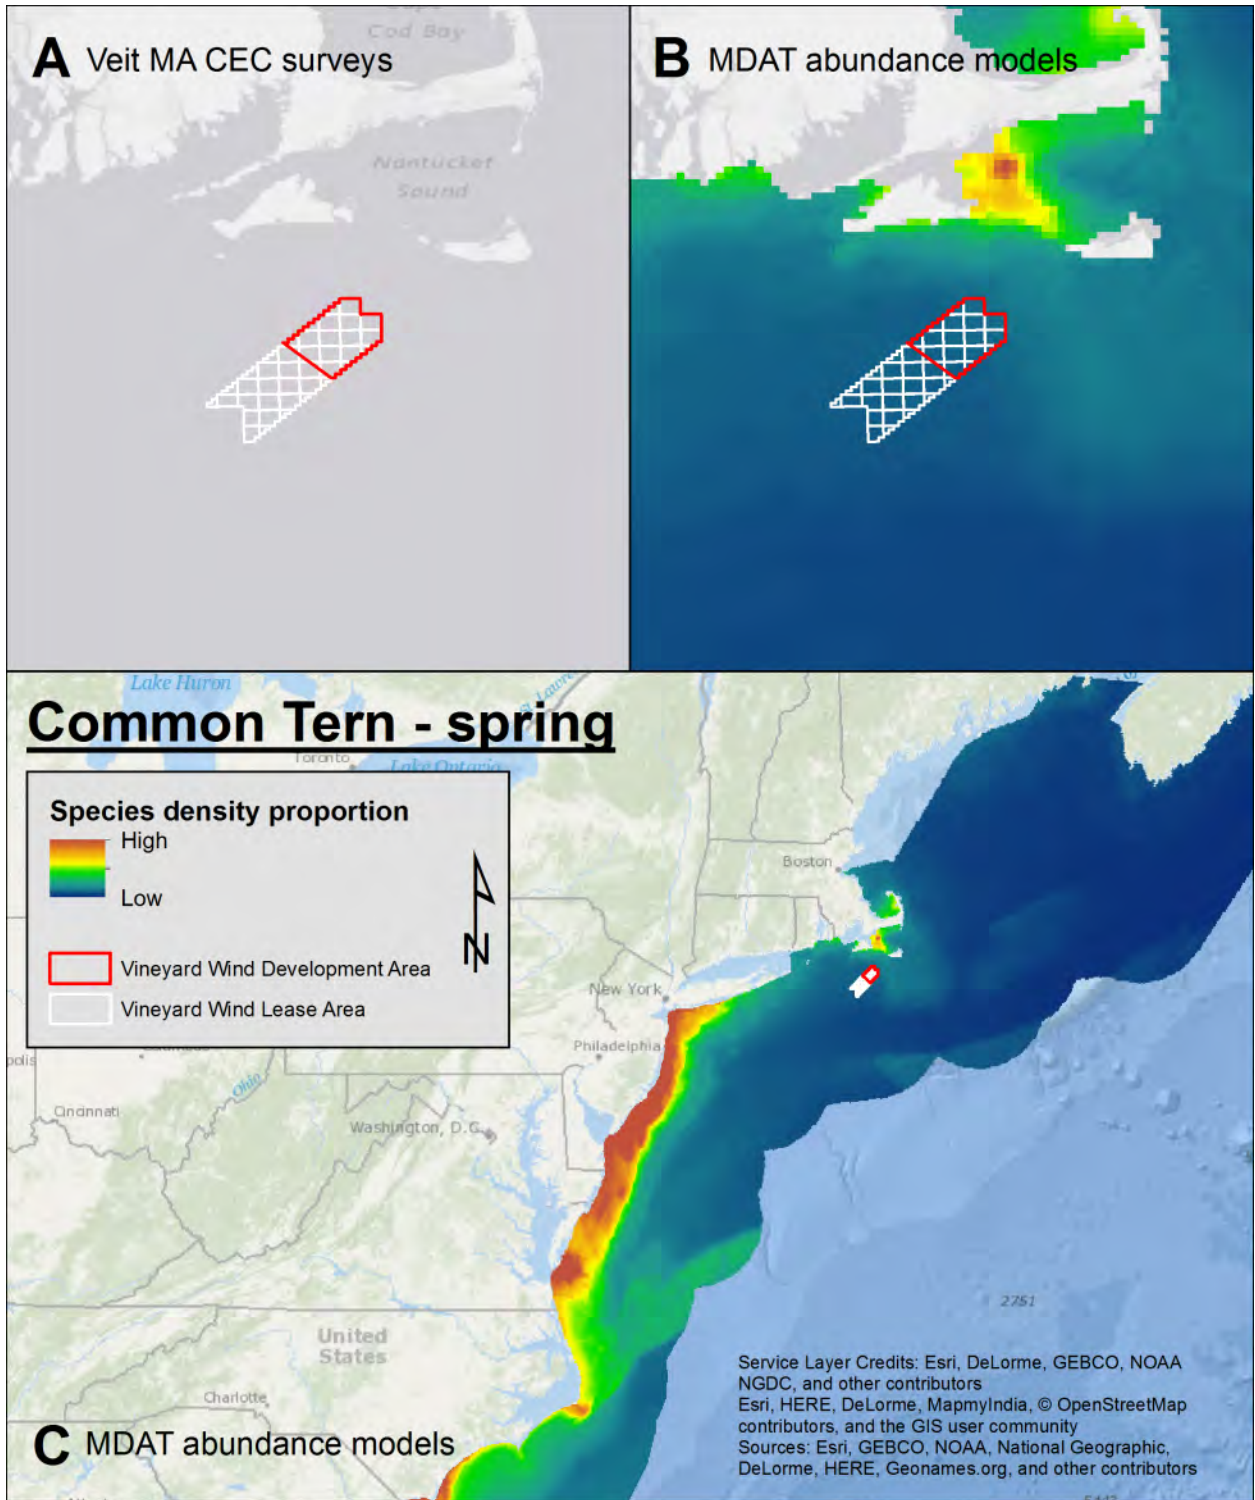 Cod Bay
A Veit MA CEC surveys
Nantucket
Sound
B MDAT abundance models
Lake Huron
Common Tern - spring
Toronto
Lake Ontario
Species density proportion
High
Low
Vineyard Wind Development Area
Vineyard Wind Lease Area
Boston
New York
Philadelphia
Ohio
Cincinnati
Washington, D.C.
2751
United
States
Charlotte
Service Layer Credits: Esri, DeLorme, GEBCO, NOAA
NGDC, and other contributors
Esri, HERE, DeLorme, MapmyIndia, © OpenStreetMap
contributors, and the GIS user community
Sources: Esri, GEBCO, NOAA, National Geographic,
DeLorme, HERE, Geonames.org, and other contributors
C MDAT abundance models